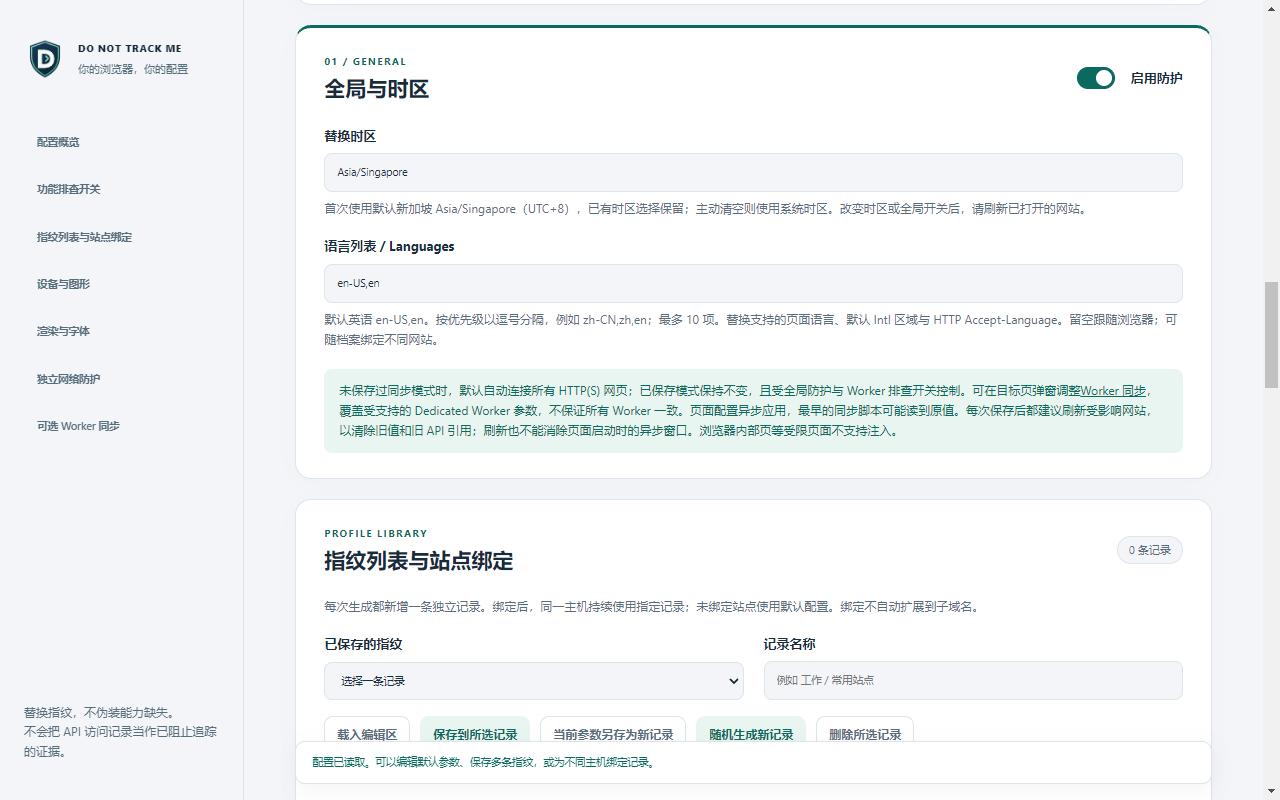 DO NOT TRACK ME
你的浏览器，你的配置
配置概览
功能排查开关
指纹列表与站点绑定
设备与图形
渲染与字体
独立网络防护
可选 Worker 同步
替换指纹，不伪装能力缺失。
不会把 API 访问记录当作已阻止追踪
的证据。
01 / GENERAL
全局与时区
启用防护
替换时区
Asia/Singapore
首次使用默认新加坡 Asia/Singapore（UTC+8），已有时区选择保留；主动清空则使用系统时区。改变时区或全局开关后，请刷新已打开的网站。
语言列表 / Languages
en-US,en
默认英语 en-US,en。按优先级以逗号分隔，例如 zh-CN,zh,en；最多 10 项。替换支持的页面语言、默认 Intl 区域与 HTTP Accept-Language。留空跟随浏览器；可
随档案绑定不同网站。
未保存过同步模式时，默认自动连接所有 HTTP(S) 网页；已保存模式保持不变，且受全局防护与 Worker 排查开关控制。可在目标页弹窗调整Worker 同步，
覆盖受支持的 Dedicated Worker 参数，不保证所有 Worker 一致。页面配置异步应用，最早的同步脚本可能读到原值。每次保存后都建议刷新受影响网站，
以清除旧值和旧 API 引用；刷新也不能消除页面启动时的异步窗口。浏览器内部页等受限页面不支持注入。
PROFILE LIBRARY
指纹列表与站点绑定
0 条记录
每次生成都新增一条独立记录。绑定后，同一主机持续使用指定记录；未绑定站点使用默认配置。绑定不自动扩展到子域名。
已保存的指纹
记录名称
选择一条记录
例如 工作 / 常用站点
载入编辑区
保存到所选记录
当前参数另存为新记录
随机生成新记录
删除所选记录
配置已读取。可以编辑默认参数、保存多条指纹，或为不同主机绑定记录。